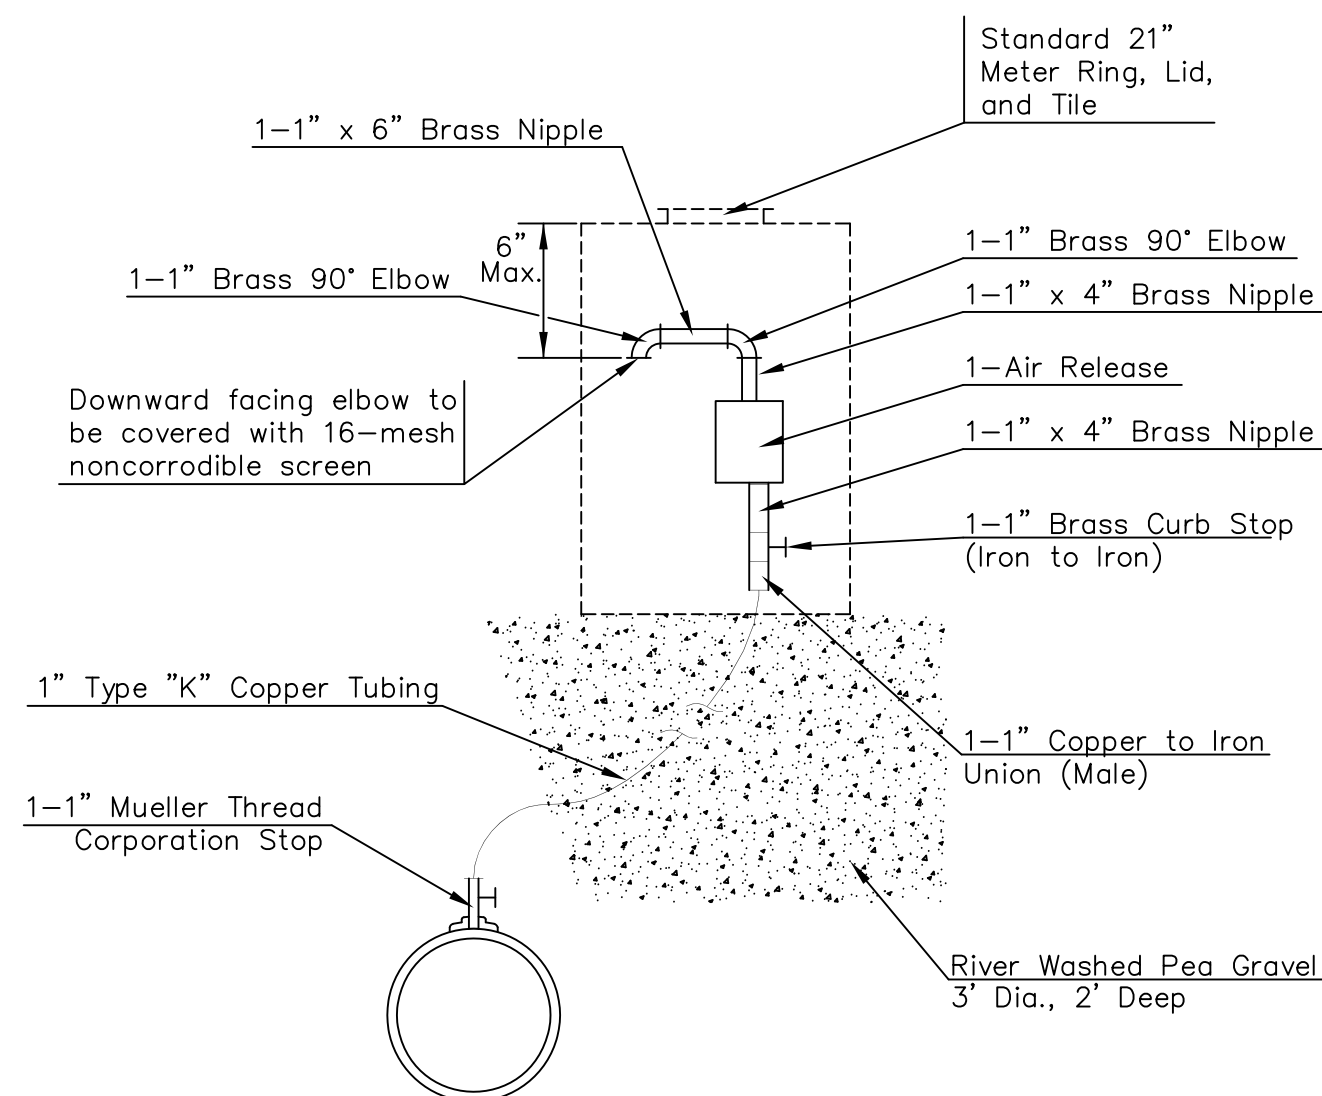 Standard 21"
Meter Ring, Lid,
and Tile
1-1" x 6" Brass Nipple
6"
Max.
1-1" Brass 90° Elbow
1-1" Brass 90° Elbow
1-1" x 4" Brass Nipple
1-Air Release
Downward facing elbow to
be covered with 16-mesh
noncorrodible screen
1-1" x 4" Brass Nipple
1-1" Brass Curb Stop
(Iron to Iron)
1" Type "K" Copper Tubing
1-1" Copper to Iron
Union (Male)
1-1" Mueller Thread
Corporation Stop
River Washed Pea Gravel
3' Dia., 2' Deep